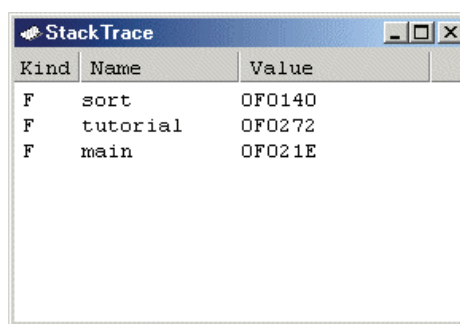 StackTrace
Kind Name Value
F sort 0F0140
F tutorial 0F0272
F main 0F021E